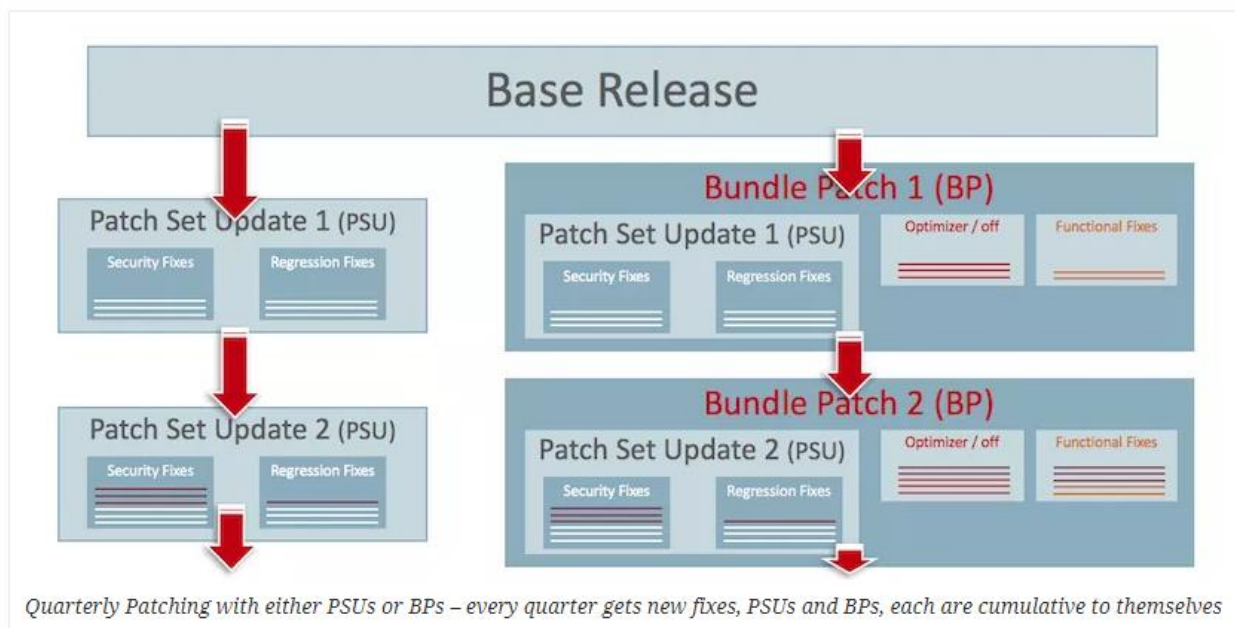 Base Release
Patch Set Update 1 (PSU)
Security Fixes
Regression Fixes
Bundle Patch 1 (BP)
Patch Set Update 1 (PSU)
Security Fixes
Regression Fixes
Optimizer / off
Functional Fixes
Patch Set Update 2 (PSU)
Security Fixes
Regression Fixes
Bundle Patch 2 (BP)
Patch Set Update 2 (PSU)
Security Fixes
Regression Fixes
Optimizer / off
Functional Fixes
Quarterly Patching with either PSUs or BPs – every quarter gets new fixes, PSUs and BPs, each are cumulative to themselves